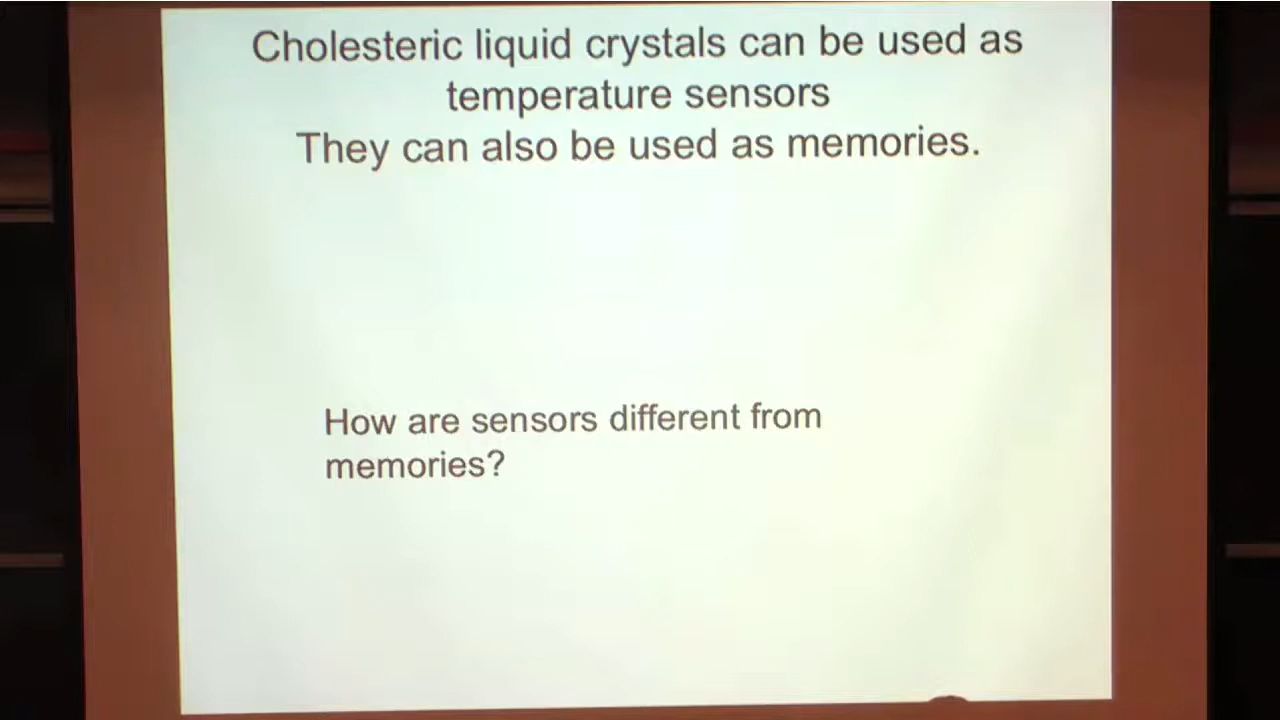 Cholesteric liquid crystals can be used as
temperature sensors
They can also be used as memories.
How are sensors different from
memories?